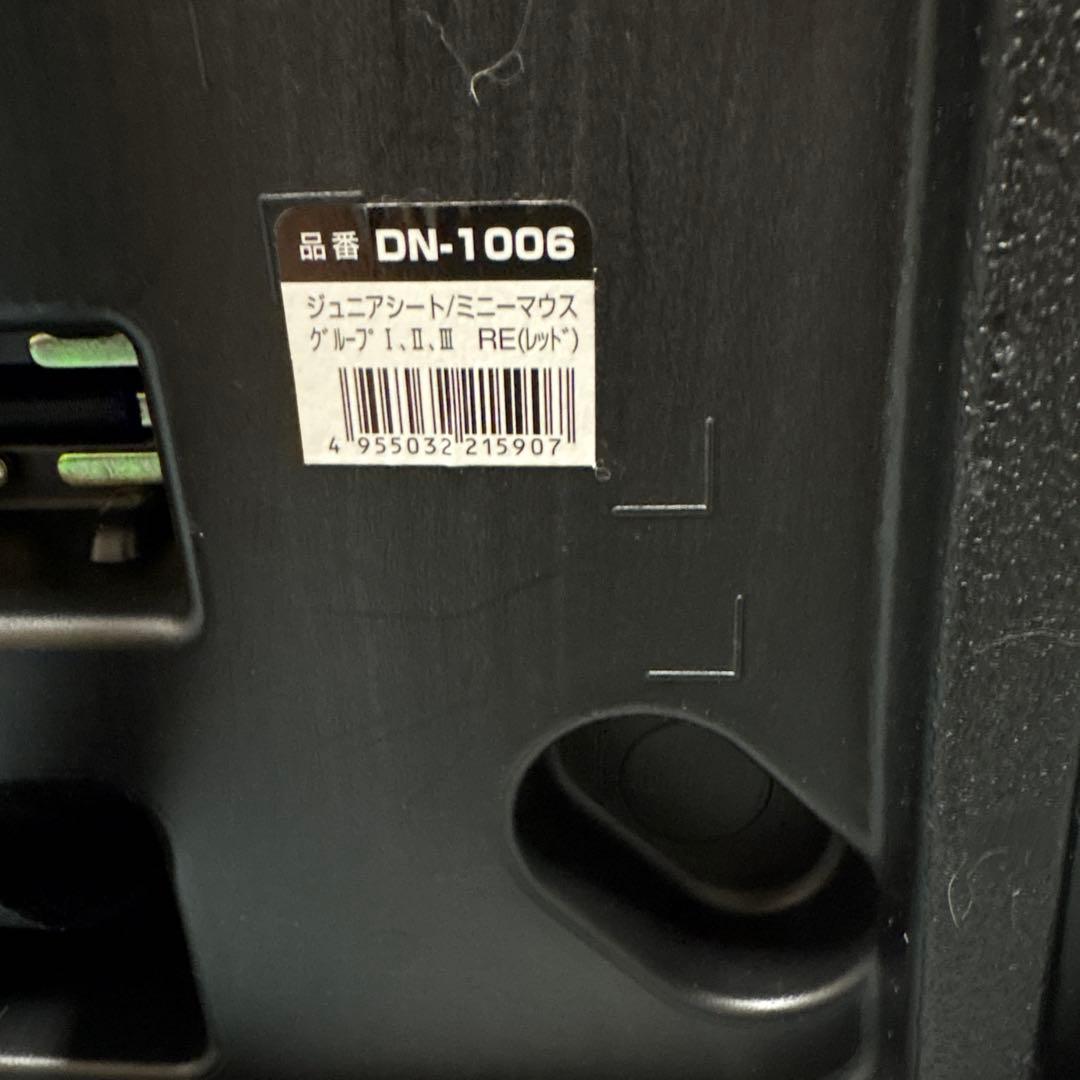 品番 DN-1006
ジュニアシート/ミニーマウス
ｸﾞﾙｰﾌﾟ Ⅰ、Ⅱ、Ⅲ RE(ﾚｯﾄﾞ)
4 955032 215907